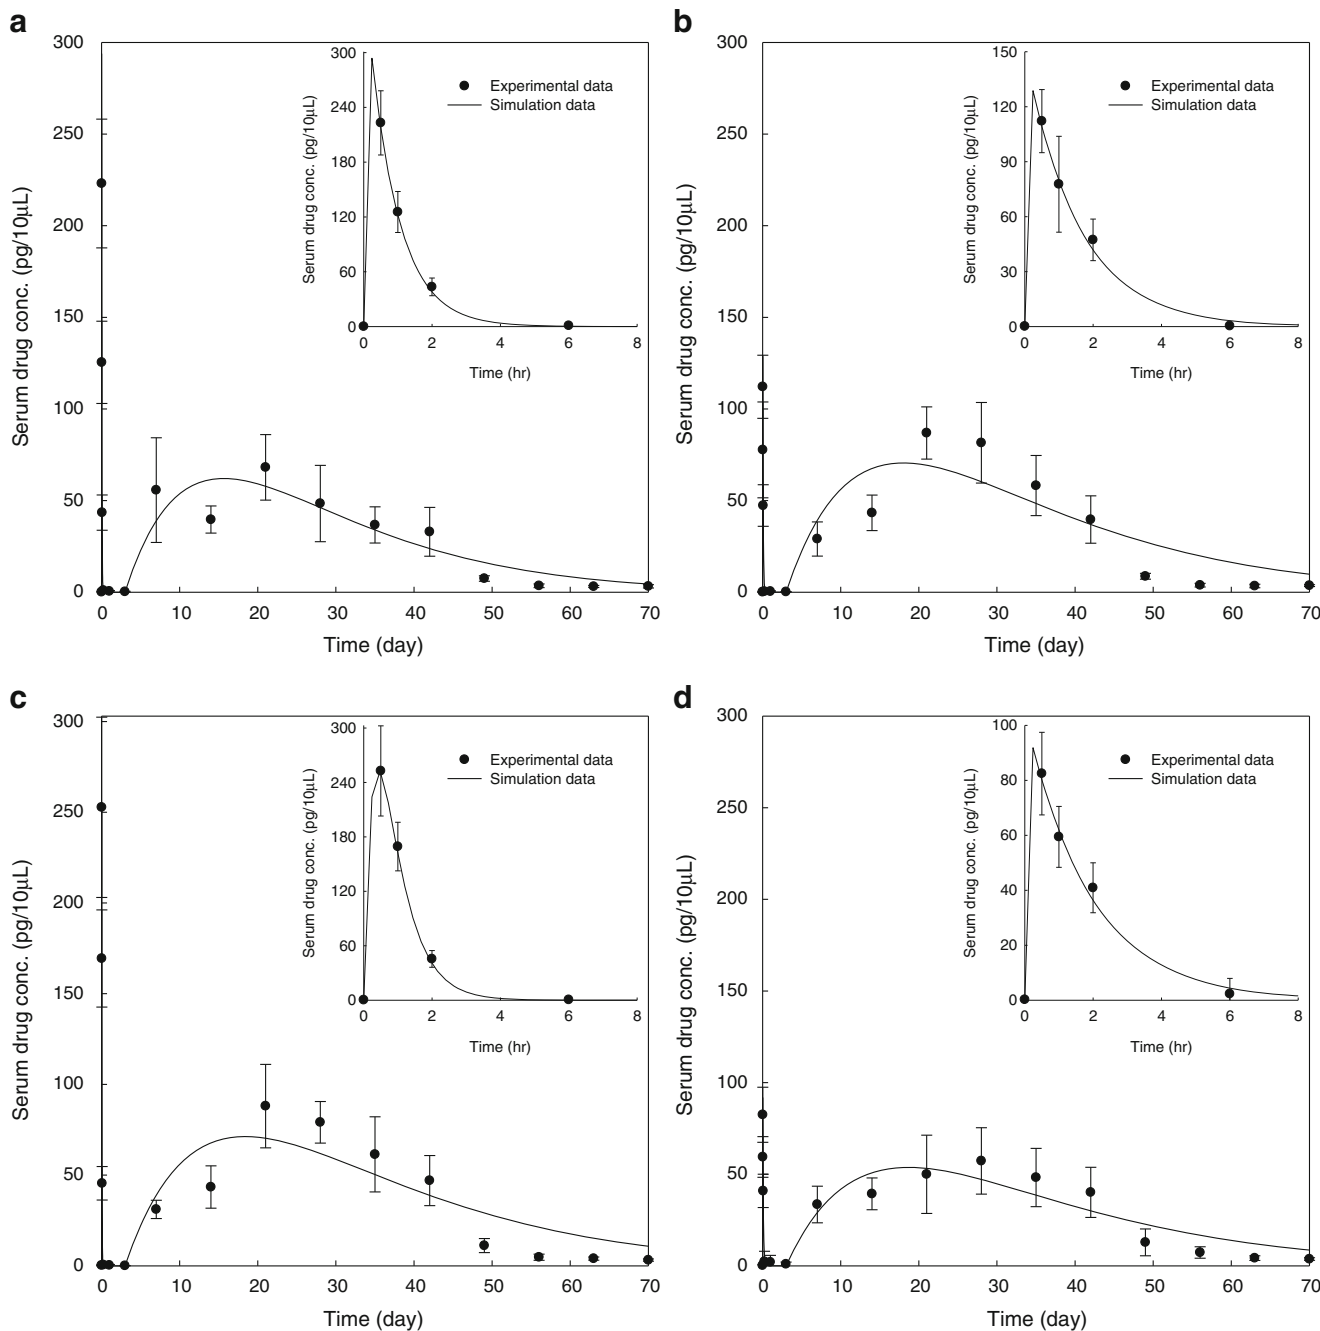 a
Serum drug conc. (pg/10µL)
300
250
200
150
100
50
0
0 10 20 30 40 50 60 70
Time (day)
Serum drug conc. (pg/10µL)
300
240
180
120
60
0
0 2 4 6 8
Time (hr)
Experimental data
Simulation data
b
Serum drug conc. (pg/10µL)
300
250
200
150
100
50
0
0 10 20 30 40 50 60 70
Time (day)
Serum drug conc. (pg/10µL)
150
120
90
60
30
0
0 2 4 6 8
Time (hr)
Experimental data
Simulation data
c
Serum drug conc. (pg/10µL)
300
250
200
150
100
50
0
0 10 20 30 40 50 60 70
Time (day)
Serum drug conc. (pg/10µL)
300
240
180
120
60
0
0 2 4 6 8
Time (hr)
Experimental data
Simulation data
d
Serum drug conc. (pg/10µL)
300
250
200
150
100
50
0
0 10 20 30 40 50 60 70
Time (day)
Serum drug conc. (pg/10µL)
100
80
60
40
20
0
0 2 4 6 8
Time (hr)
Experimental data
Simulation data